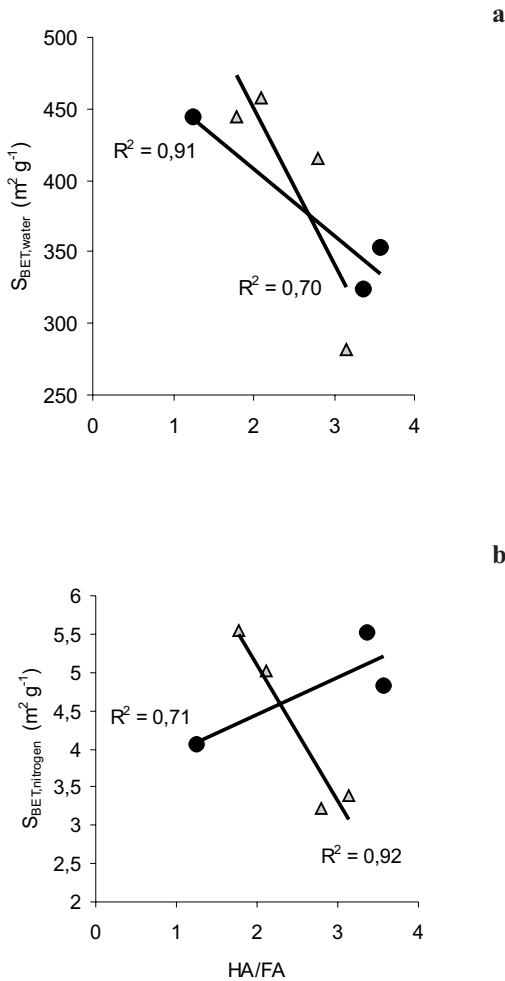 a
500
450
400
350
300
250
S_BET,water (m² g⁻¹)
R² = 0,91
R² = 0,70
0 1 2 3 4
b
6
5,5
5
4,5
4
3,5
3
2,5
2
S_BET,nitrogen (m² g⁻¹)
R² = 0,71
R² = 0,92
0 1 2 3 4
HA/FA